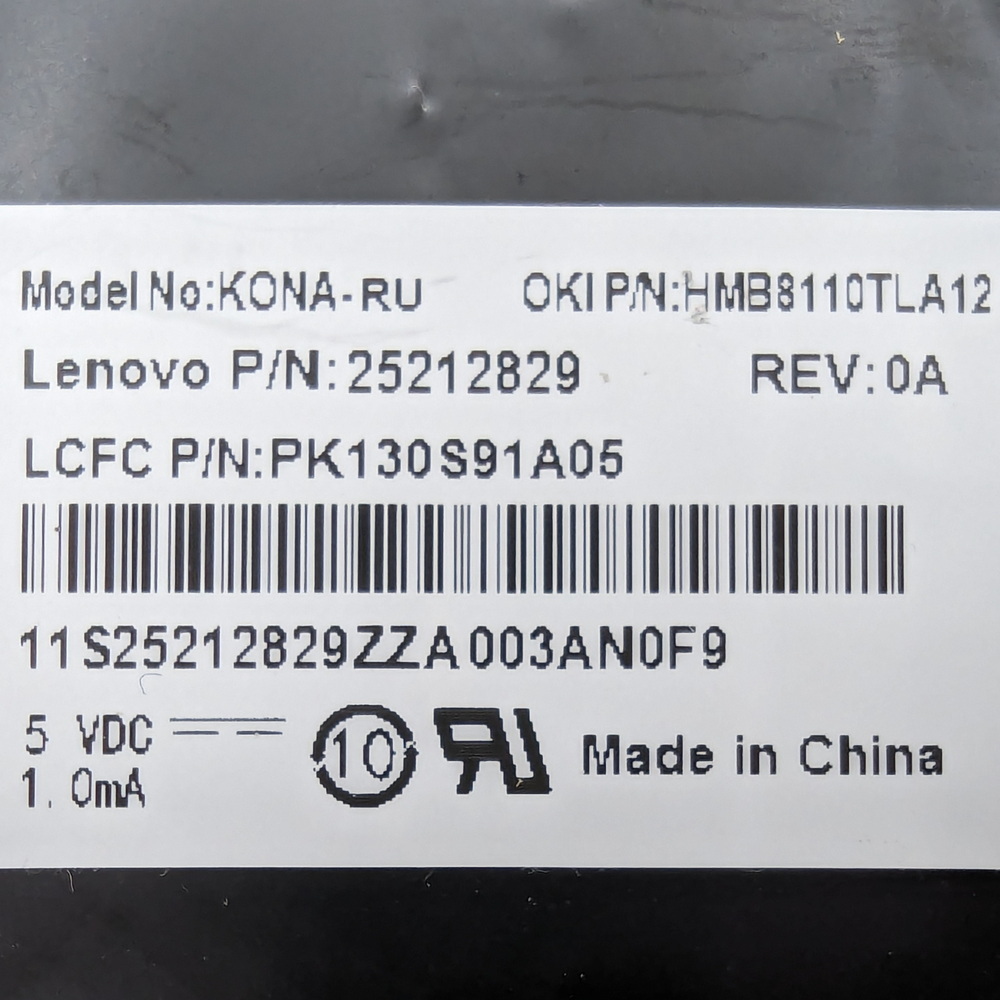 Model No:KONA-RU OKI P/N:HMB8110TLA12
Lenovo P/N:25212829 REV:0A
LCFC P/N:PK130S91A05
11S25212829ZZA003AN0F9
5 VDC
1.0mA
10
Made in China